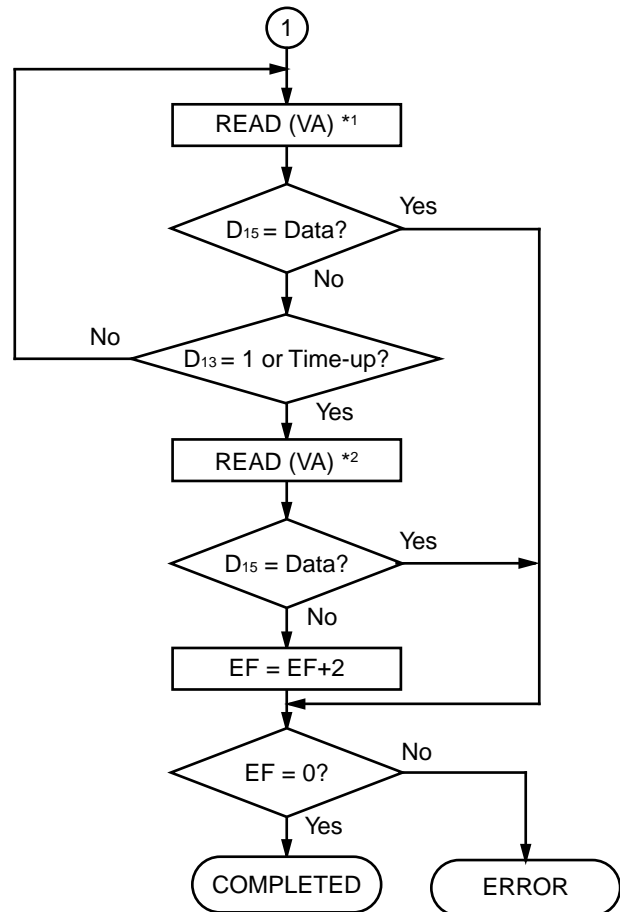 1
READ (VA) *1
Yes
D15 = Data?
No
No
D13 = 1 or Time-up?
Yes
READ (VA) *2
Yes
D15 = Data?
No
EF = EF+2
No
EF = 0?
Yes
COMPLETED
ERROR